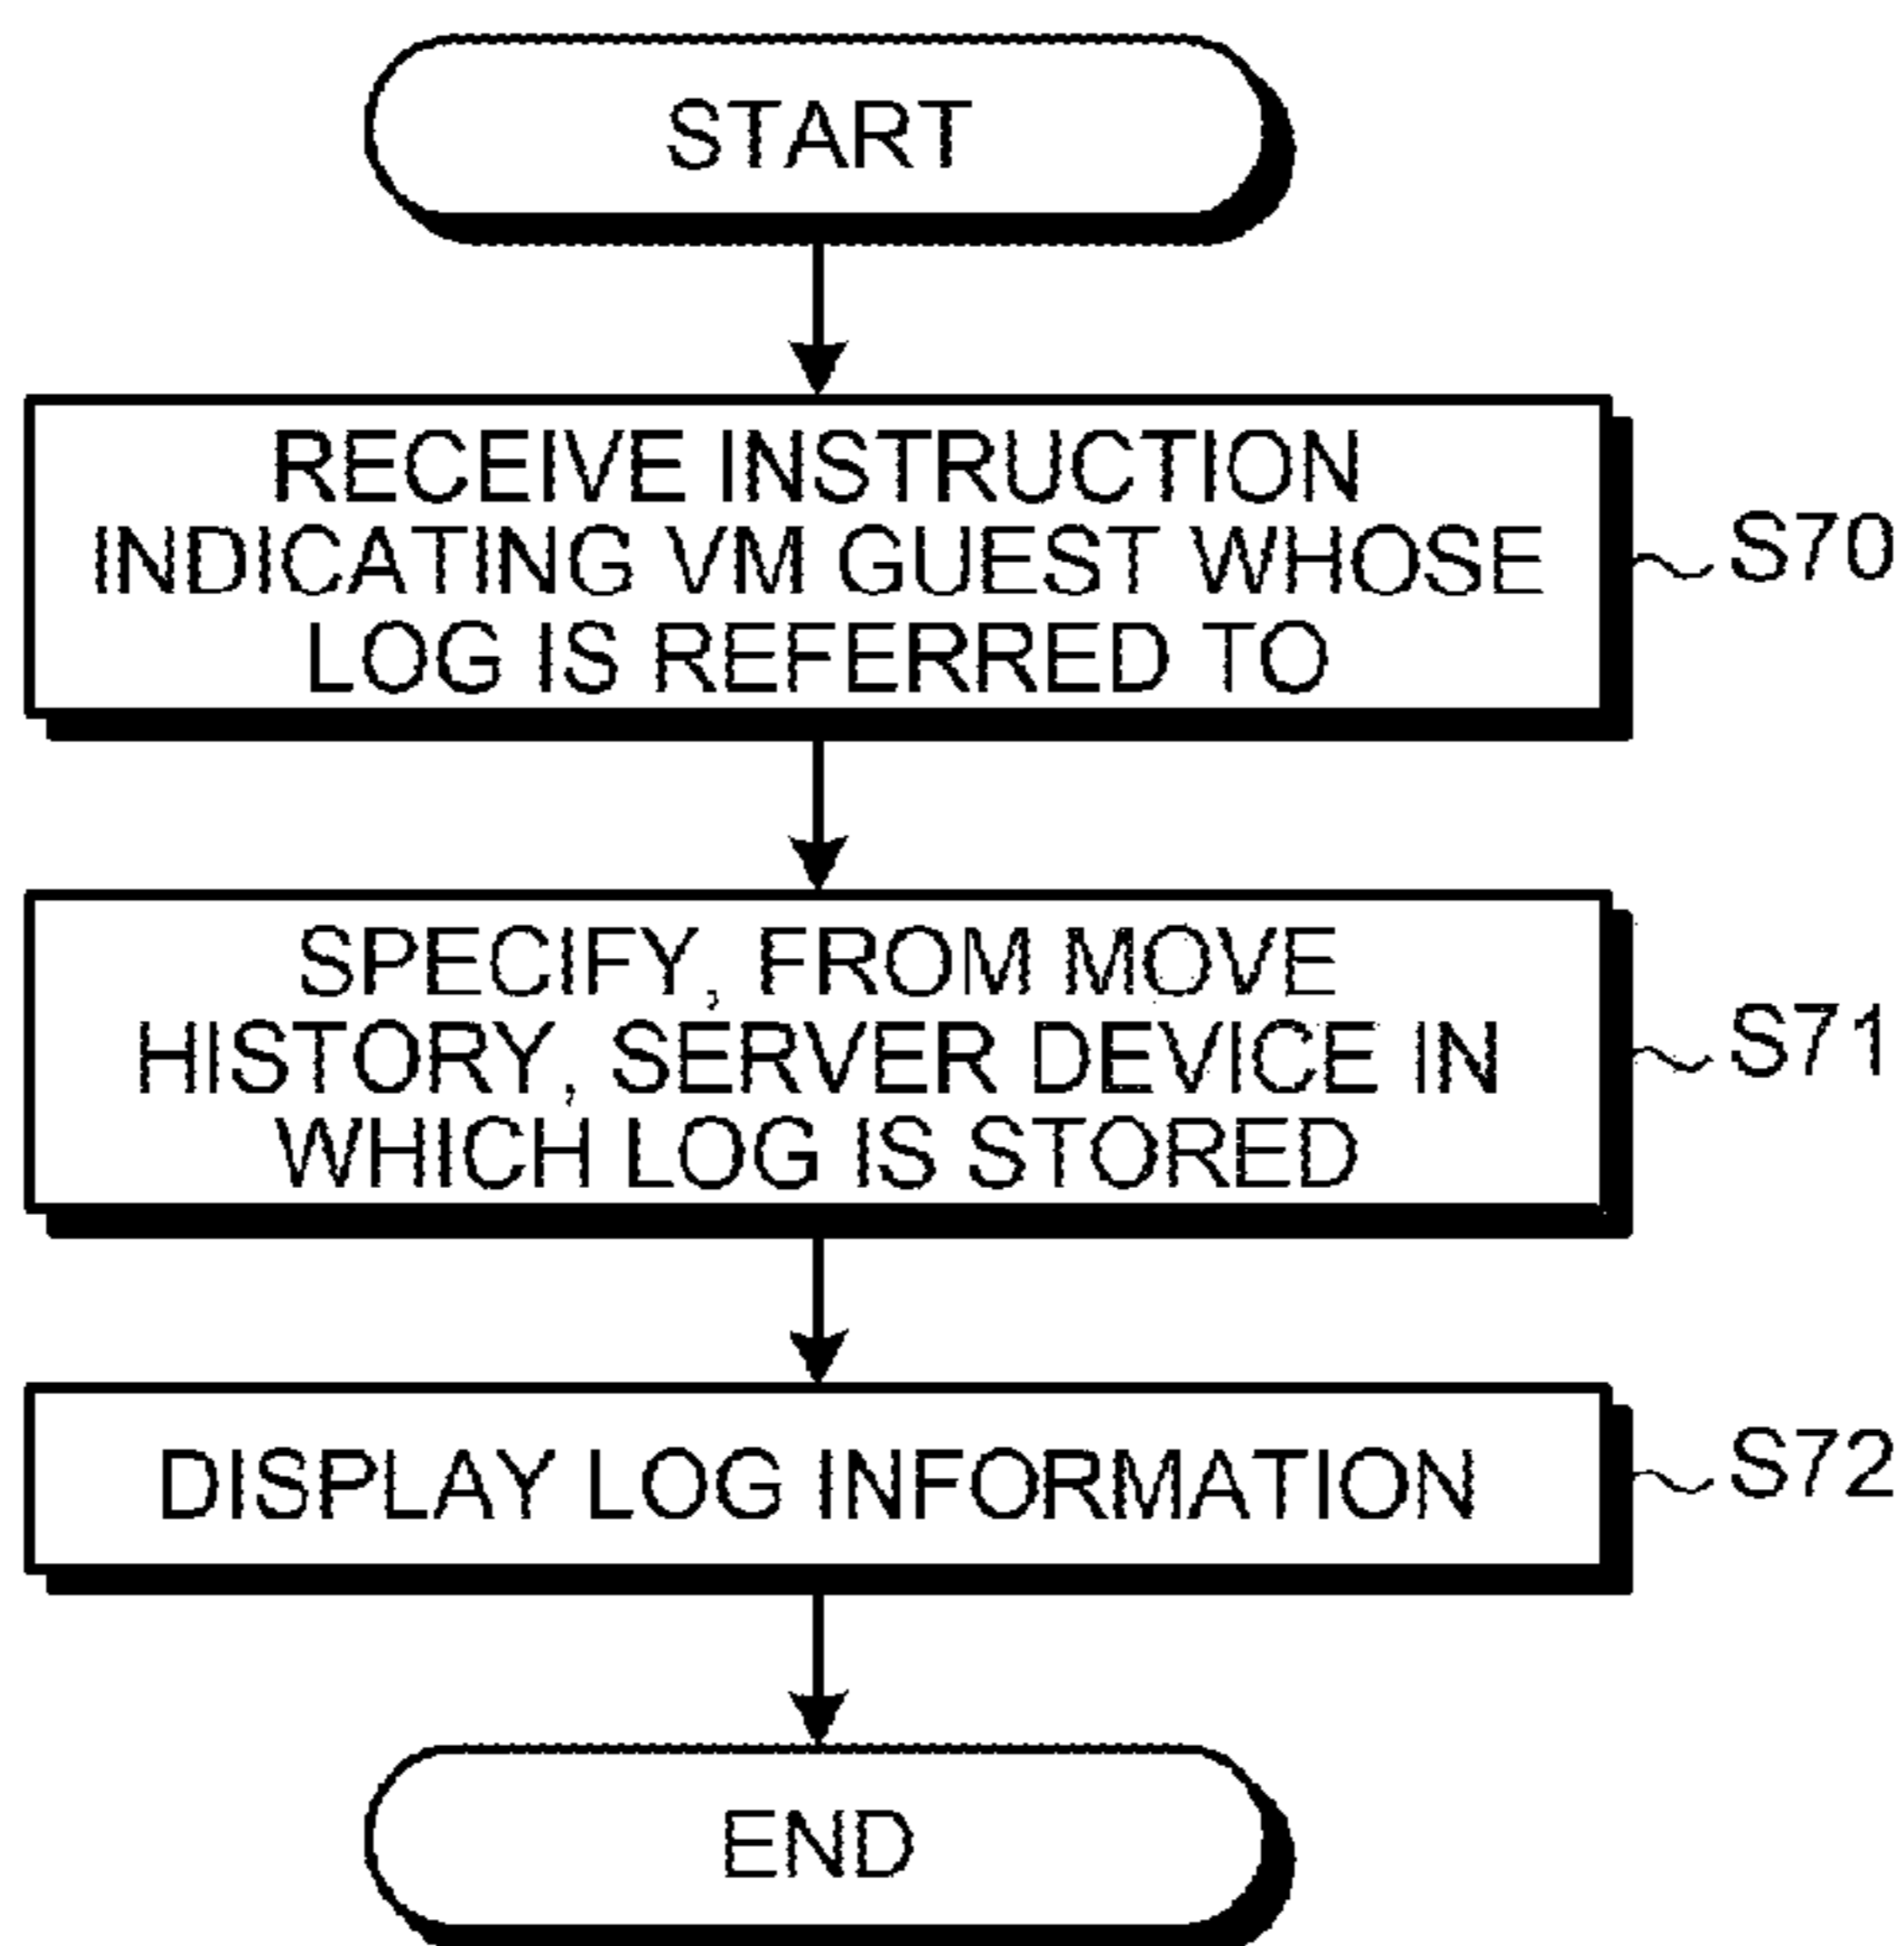 START
RECEIVE INSTRUCTION
INDICATING VM GUEST WHOSE
LOG IS REFERRED TO
S70
SPECIFY, FROM MOVE
HISTORY, SERVER DEVICE IN
WHICH LOG IS STORED
S71
DISPLAY LOG INFORMATION
S72
END